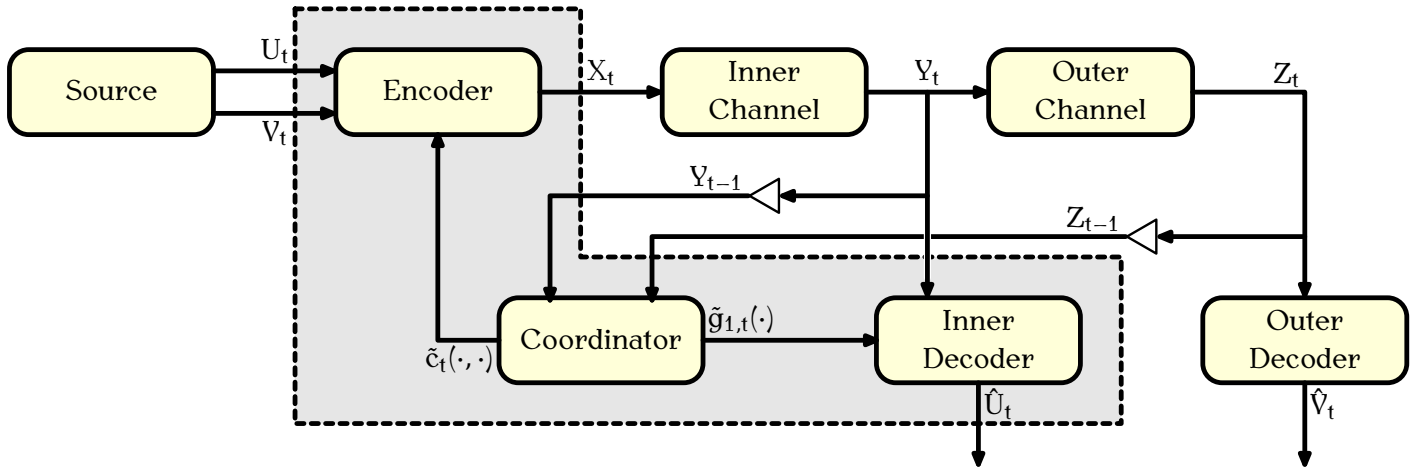 Source
U_t
V_t
Encoder
X_t
Inner
Channel
Y_t
Outer
Channel
Z_t
Y_{t−1}
Z_{t−1}
Coordinator
c̃_t(·,·)
g̃_{1,t}(·)
Inner
Decoder
Outer
Decoder
Û_t
V̂_t